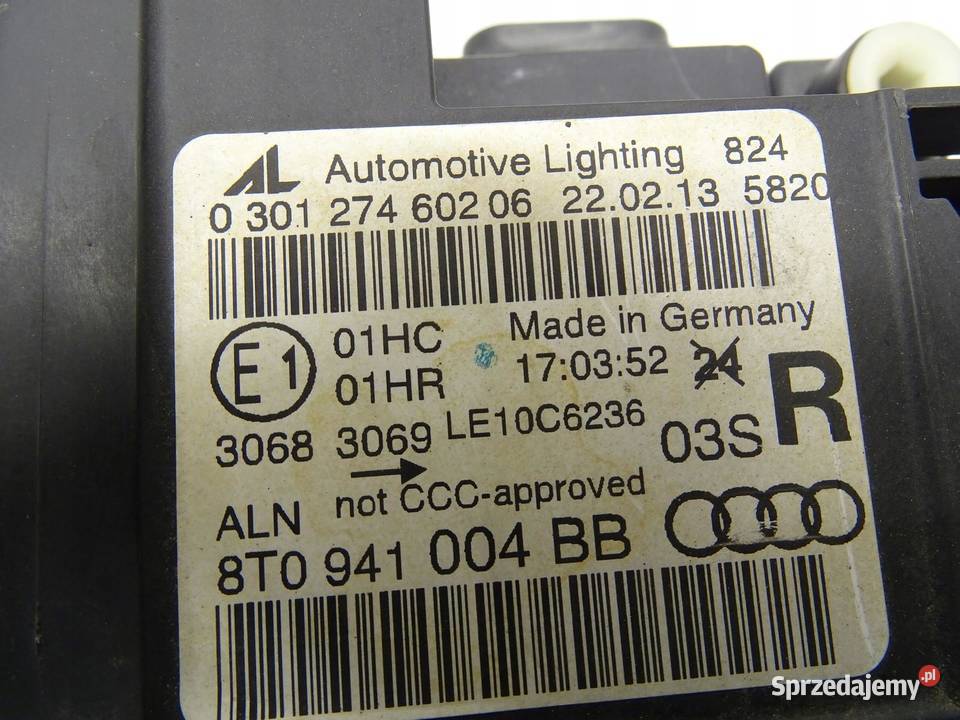 AL Automotive Lighting 824
0 301 274 602 06 22.02.13 5820
E1 01HC Made in Germany
01HR 17:03:52 24
R
3068 3069 LE10C6236 03S
ALN not CCC-approved
8T0 941 004 BB
Sprzedajemy.pl